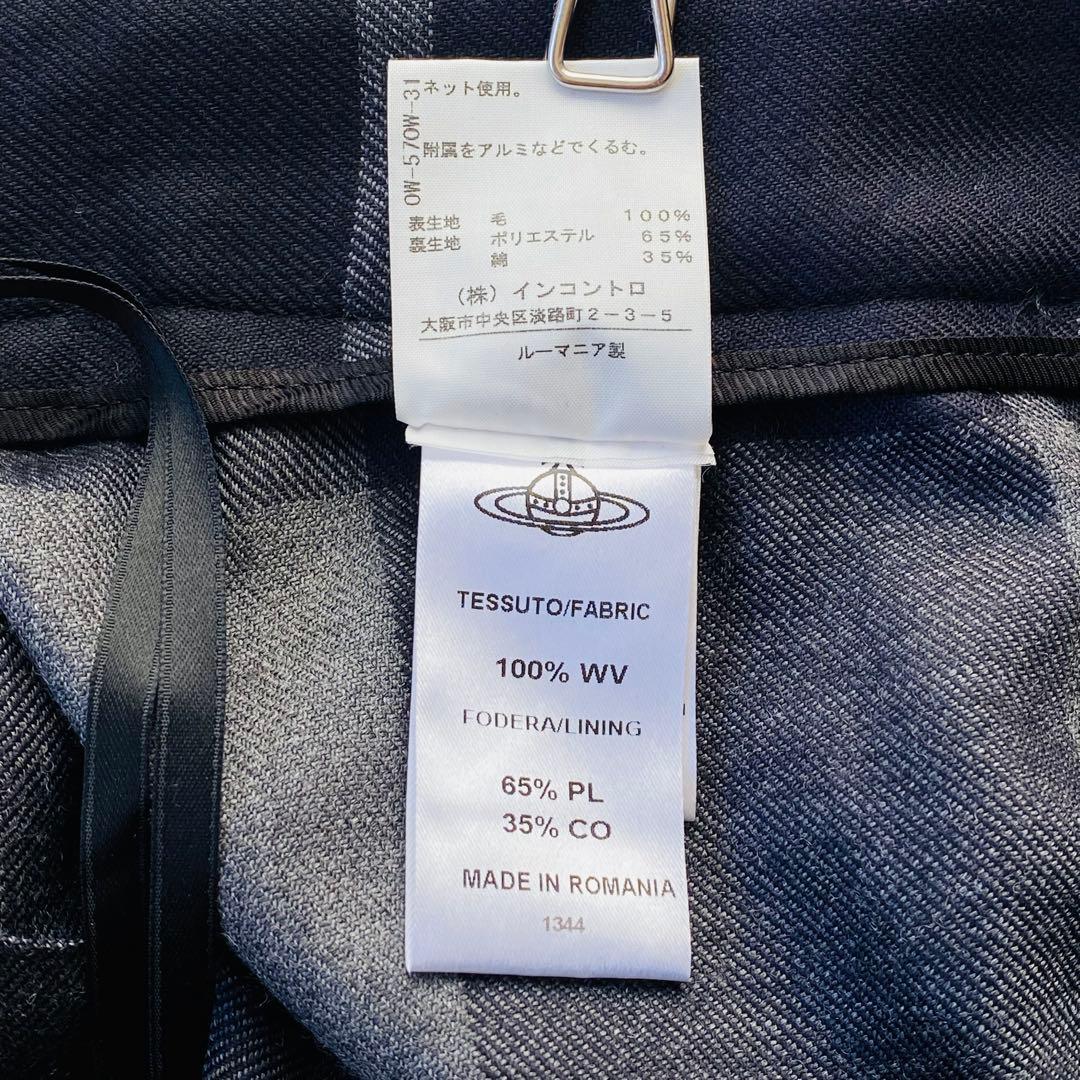 OW-570W-31
ネット使用。
附属をアルミなどでくるむ。
表生地 毛 100%
裏生地 ポリエステル 65%
綿 35%
(株)インコントロ
大阪市中央区淡路町2-3-5
ルーマニア製
TESSUTO/FABRIC
100% WV
FODERA/LINING
65% PL
35% CO
MADE IN ROMANIA
1344